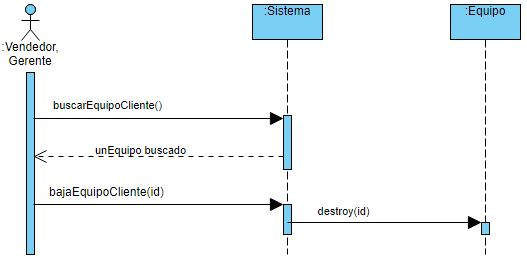 :Vendedor,
Gerente
:Sistema
:Equipo
buscarEquipoCliente()
unEquipo buscado
bajaEquipoCliente(id)
destroy(id)